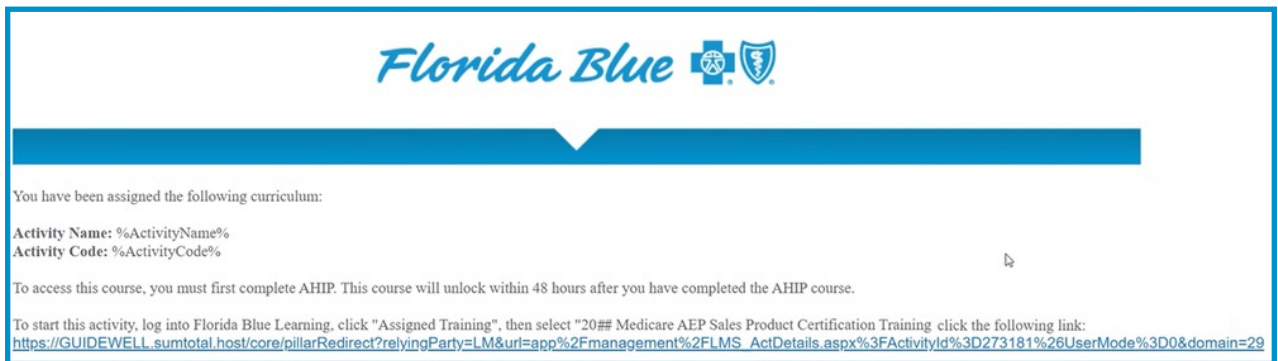 Florida Blue
You have been assigned the following curriculum:
Activity Name: %ActivityName%
Activity Code: %ActivityCode%
To access this course, you must first complete AHIP. This course will unlock within 48 hours after you have completed the AHIP course.
To start this activity, log into Florida Blue Learning, click "Assigned Training", then select "20## Medicare AEP Sales Product Certification Training click the following link:
https://GUIDEWELL.sumtotal.host/core/pillarRedirect?relyingParty=LM&url=app%2Fmanagement%2FLMS_ActDetails.aspx%3FActivityId%3D273181%26UserMode%3D0&domain=29